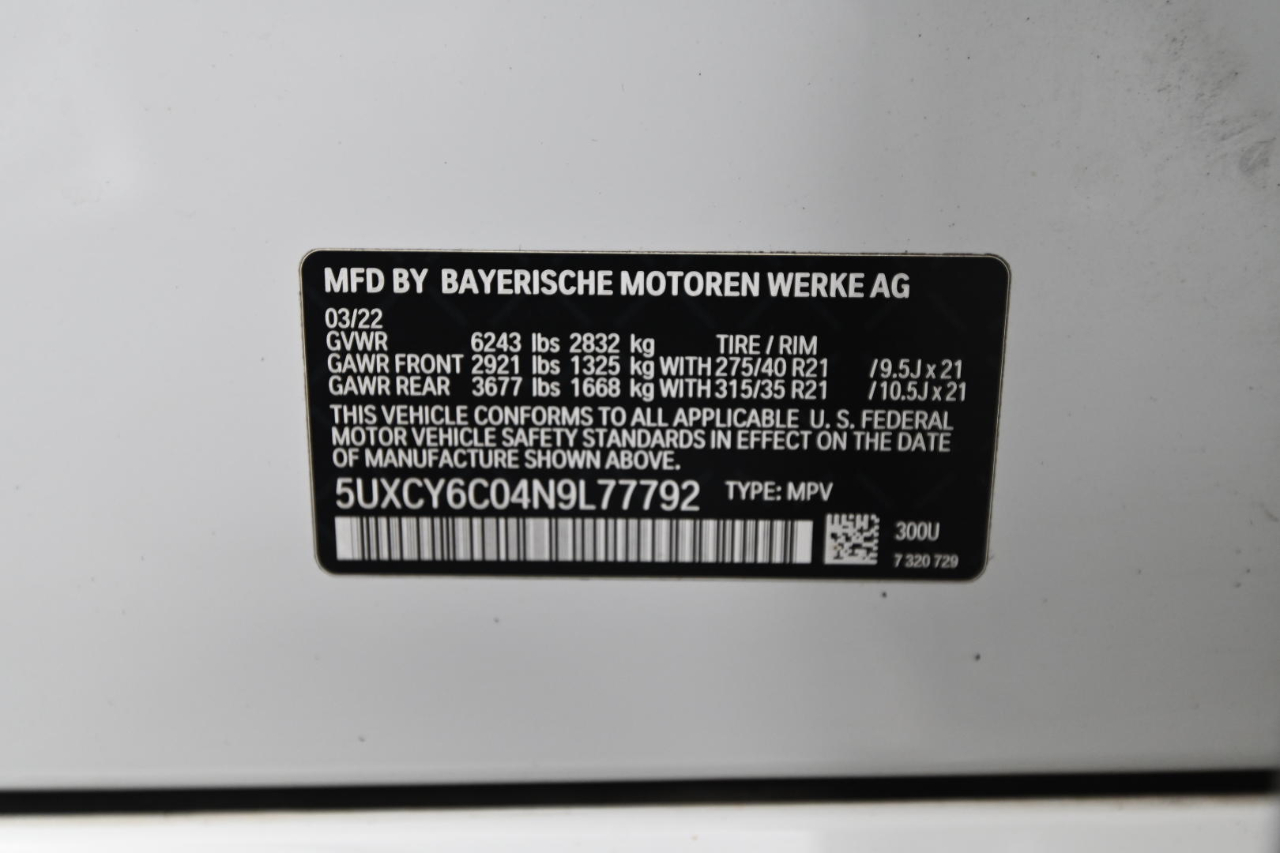 MFD BY BAYERISCHE MOTOREN WERKE AG
03/22
GVWR 6243 lbs 2832 kg TIRE / RIM
GAWR FRONT 2921 lbs 1325 kg WITH 275/40 R21 / 9.5J x 21
GAWR REAR 3677 lbs 1668 kg WITH 315/35 R21 / 10.5J x 21
THIS VEHICLE CONFORMS TO ALL APPLICABLE U. S. FEDERAL
MOTOR VEHICLE SAFETY STANDARDS IN EFFECT ON THE DATE
OF MANUFACTURE SHOWN ABOVE.
5UXCY6C04N9L77792 TYPE: MPV
300U
7 320 729